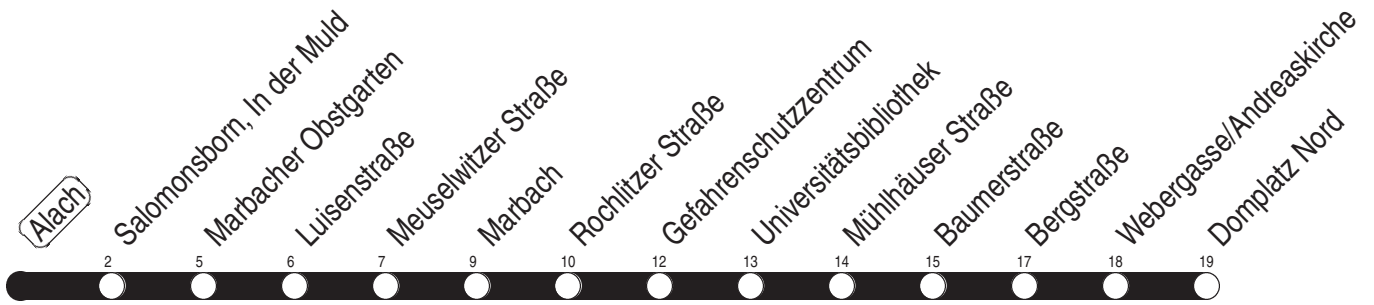 Alach
Salomonsborn, In der Muld
Marbacher Obstgarten
Luisenstraße
Meuselwitzer Straße
Marbach
Rochlitzer Straße
Gefahrenschutzzentrum
Universitätsbibliothek
Mühlhäuser Straße
Baumerstraße
Bergstraße
Webergasse/Andreaskirche
Domplatz Nord
2 5 6 7 9 10 12 13 14 15 17 18 19